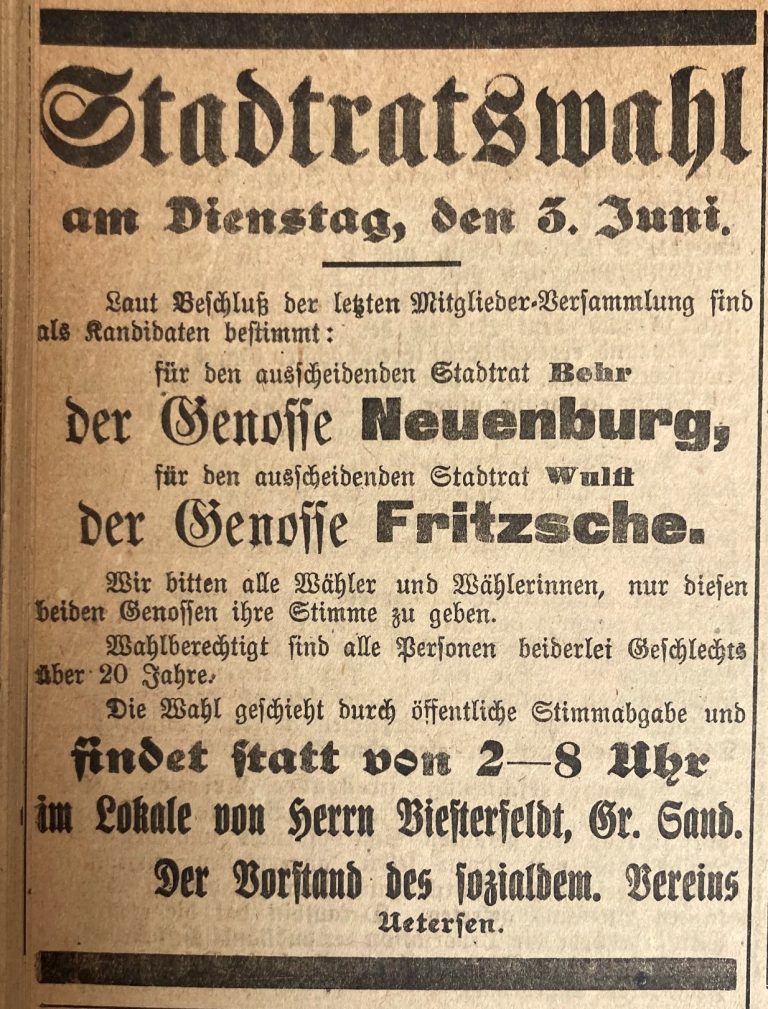 Stadtratswahl
am Dienstag, den 3. Juni.
Laut Beschluß der letzten Mitglieder-Versammlung sind
als Kandidaten bestimmt:
für den ausscheidenden Stadtrat Behr
der Genosse Neuenburg,
für den ausscheidenden Stadtrat Wulff
der Genosse Fritzsche.
Wir bitten alle Wähler und Wählerinnen, nur diesen
beiden Genossen ihre Stimme zu geben.
Wahlberechtigt sind alle Personen beiderlei Geschlechts
über 20 Jahre.
Die Wahl geschieht durch öffentliche Stimmabgabe und
findet statt von 2—8 Uhr
im Lokale von Herrn Biesterfeldt, Gr. Sand.
Der Vorstand des sozialdem. Vereins
Uetersen.